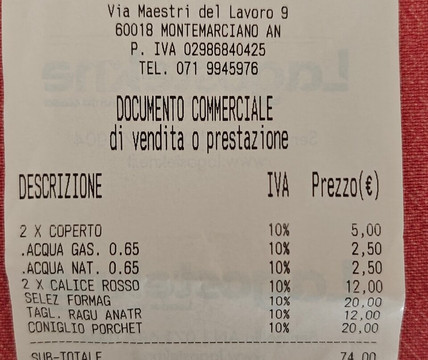 Via Maestri del Lavoro 9
60018 MONTEMARCIANO AN
P. IVA 02986840425
TEL. 071 9945976
DOCUMENTO COMMERCIALE
di vendita o prestazione
DESCRIZIONE IVA Prezzo(€)
2 X COPERTO 10% 5,00
.ACQUA GAS. 0.65 10% 2,50
.ACQUA NAT. 0.65 10% 2,50
2 X CALICE ROSSO 10% 12,00
SELEZ FORMAG 10% 20,00
TAGL. RAGU ANATR 10% 12,00
CONIGLIO PORCHET 10% 20,00
SUB-TOTALE 74,00